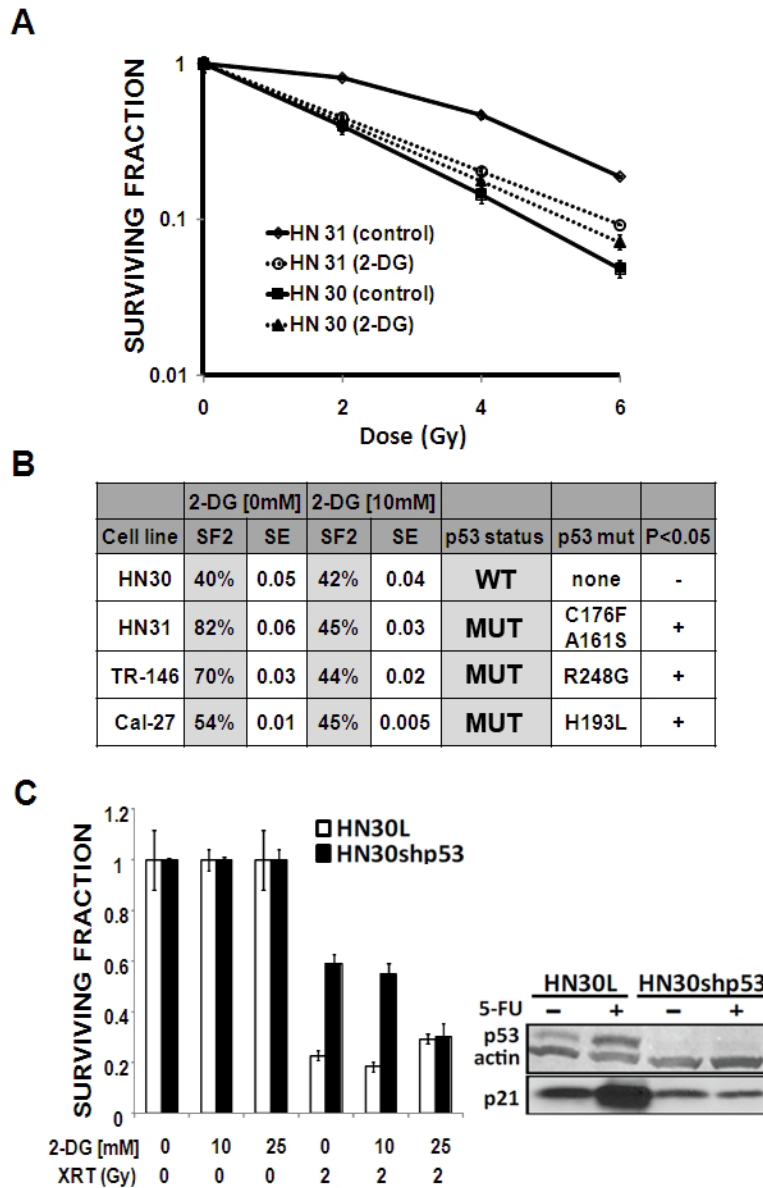 A
SURVIVING FRACTION
1
0.1
0.01
HN 31 (control)
HN 31 (2-DG)
HN 30 (control)
HN 30 (2-DG)
0 2 4 6
Dose (Gy)
B
2-DG [0mM] 2-DG [10mM]
Cell line SF2 SE SF2 SE p53 status p53 mut P<0.05
HN30 40% 0.05 42% 0.04 WT none -
HN31 82% 0.06 45% 0.03 MUT C176F A161S +
TR-146 70% 0.03 44% 0.02 MUT R248G +
Cal-27 54% 0.01 45% 0.005 MUT H193L +
C
SURVIVING FRACTION
1.2
1
0.8
0.6
0.4
0.2
0
HN30L
HN30shp53
2-DG [mM] 0 10 25 0 10 25
XRT (Gy) 0 0 0 2 2 2
HN30L HN30shp53
5-FU - + - +
p53
actin
p21